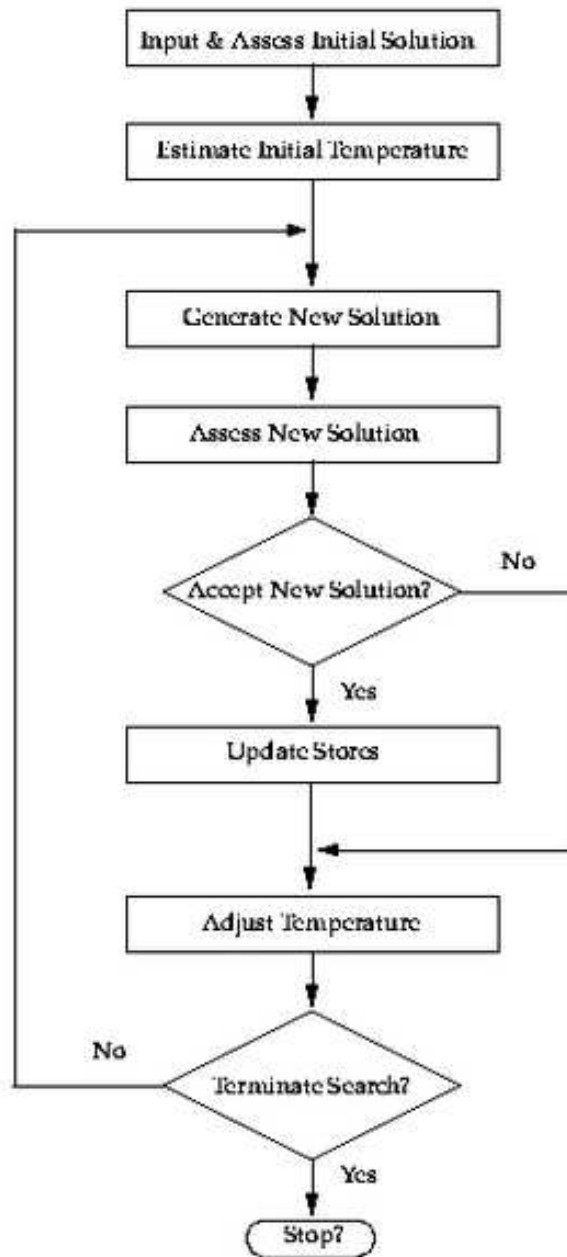 Input & Assess Initial Solution
Estimate Initial Temperature
Generate New Solution
Assess New Solution
Accept New Solution?
No
Yes
Update Stores
Adjust Temperature
No
Terminate Search?
Yes
Stop?